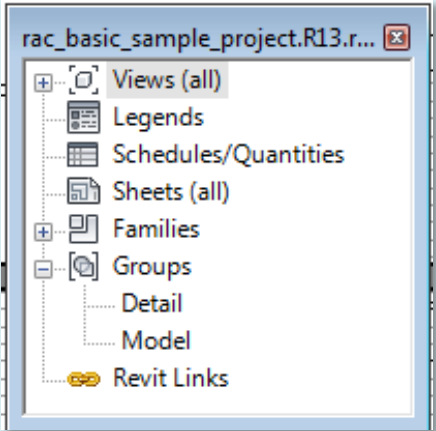 rac_basic_sample_project.R13.r...
Views (all)
Legends
Schedules/Quantities
Sheets (all)
Families
Groups
Detail
Model
Revit Links